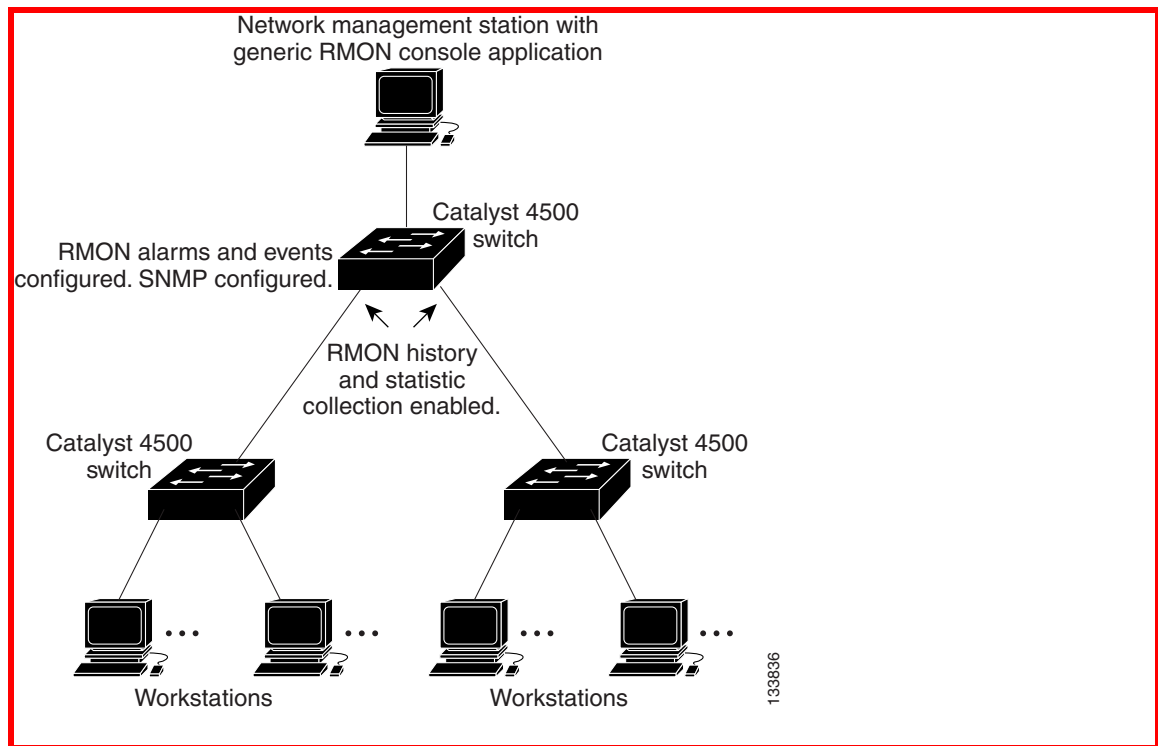 Network management station with
generic RMON console application
Catalyst 4500
switch
RMON alarms and events
configured. SNMP configured.
RMON history
and statistic
collection enabled.
Catalyst 4500
switch
Catalyst 4500
switch
Workstations
Workstations
133836